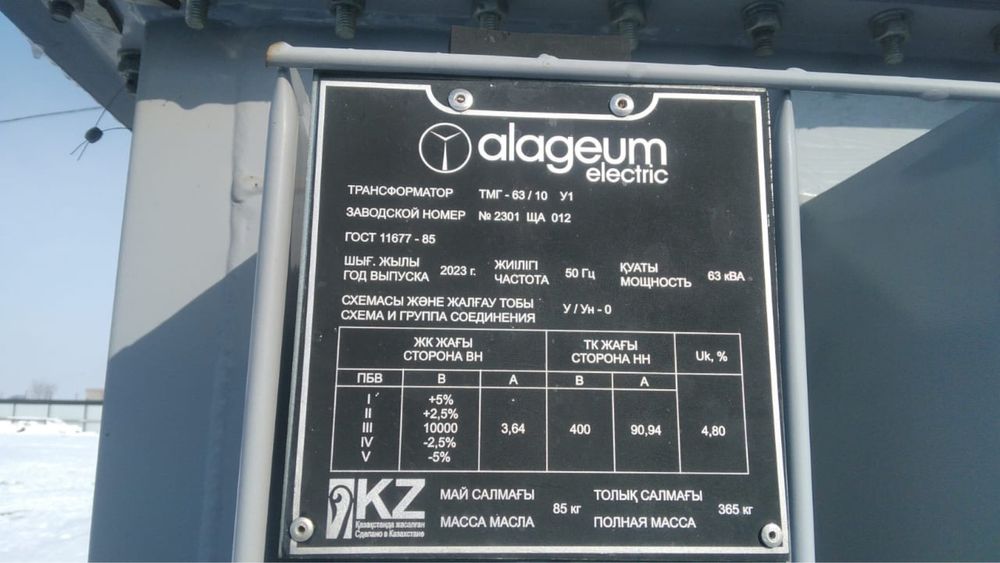 alageum
electric
ТРАНСФОРМАТОР ТМГ - 63 / 10 У1
ЗАВОДСКОЙ НОМЕР № 2301 ЩА 012
ГОСТ 11677 - 85
ШЫҒ. ЖЫЛЫ
ГОД ВЫПУСКА 2023 г.
ЖИІЛІГІ
ЧАСТОТА 50 Гц
ҚУАТЫ
МОЩНОСТЬ 63 кВА
СХЕМАСЫ ЖӘНЕ ЖАЛҒАУ ТОБЫ
СХЕМА И ГРУППА СОЕДИНЕНИЯ У / Ун - 0
ЖК ЖАҒЫ
СТОРОНА ВН
ТК ЖАҒЫ
СТОРОНА НН
Uk, %
ПБВ В А В А
I +5%
II +2,5%
III 10000 3,64 400 90,94 4,80
IV -2,5%
V -5%
KZ
Қазақстанда жасалған
Сделано в Казахстане
МАЙ САЛМАҒЫ
МАССА МАСЛА 85 кг
ТОЛЫҚ САЛМАҒЫ
ПОЛНАЯ МАССА 365 кг